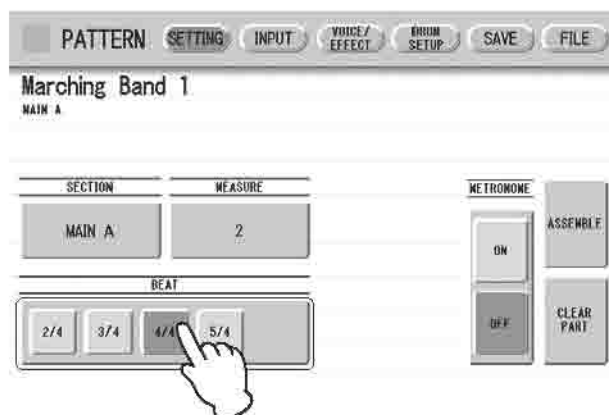 PATTERN SETTING INPUT VOICE/ EFFECT DRUM SETUP SAVE FILE
Marching Band 1
MAIN A
SECTION MEASURE
MAIN A 2
BEAT
2/4 3/4 4/4 5/4
METRONOME
ON
OFF
ASSEMBLE
CLEAR
PART